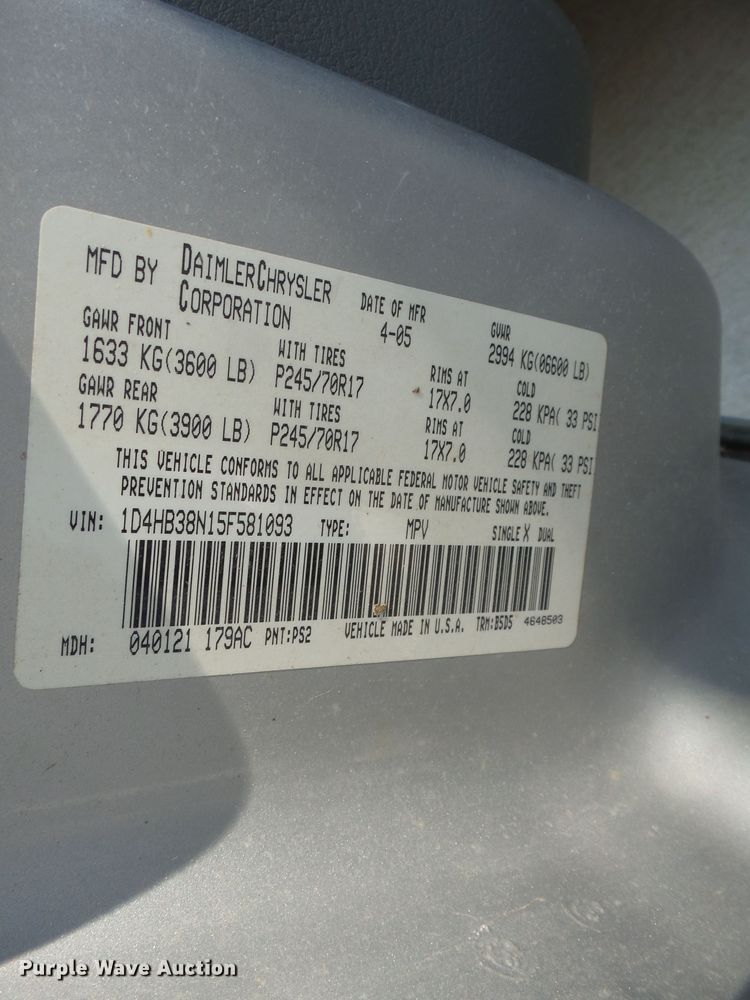 MFD BY DAIMLERCHRYSLER CORPORATION
DATE OF MFR 4-05
GVWR 2994 KG(06600 LB)
GAWR FRONT
1633 KG(3600 LB) WITH TIRES P245/70R17 RIMS AT 17X7.0 COLD 228 KPA( 33 PSI
GAWR REAR
1770 KG(3900 LB) WITH TIRES P245/70R17 RIMS AT 17X7.0 COLD 228 KPA( 33 PSI
THIS VEHICLE CONFORMS TO ALL APPLICABLE FEDERAL MOTOR VEHICLE SAFETY AND THEFT
PREVENTION STANDARDS IN EFFECT ON THE DATE OF MANUFACTURE SHOWN ABOVE.
VIN: 1D4HB38N15F581093 TYPE: MPV SINGLE X DUAL
MDH: 040121 179AC PNT:PS2 VEHICLE MADE IN U.S.A. TRM:B5D5 4648503
Purple Wave Auction